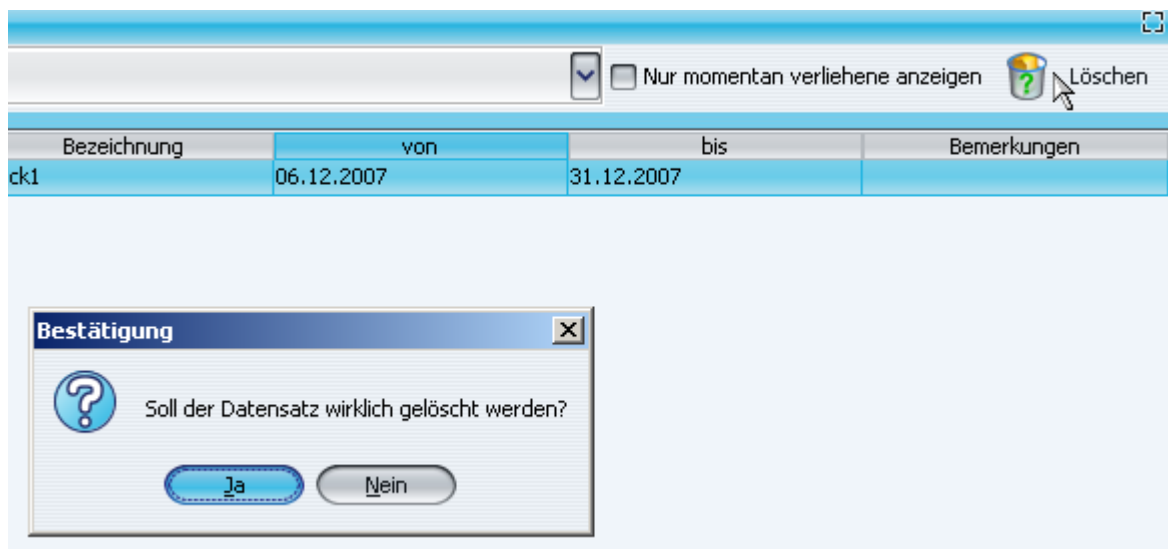 Nur momentan verliehene anzeigen Löschen
Bezeichnung von bis Bemerkungen
ck1 06.12.2007 31.12.2007
Bestätigung
Soll der Datensatz wirklich gelöscht werden?
Ja Nein